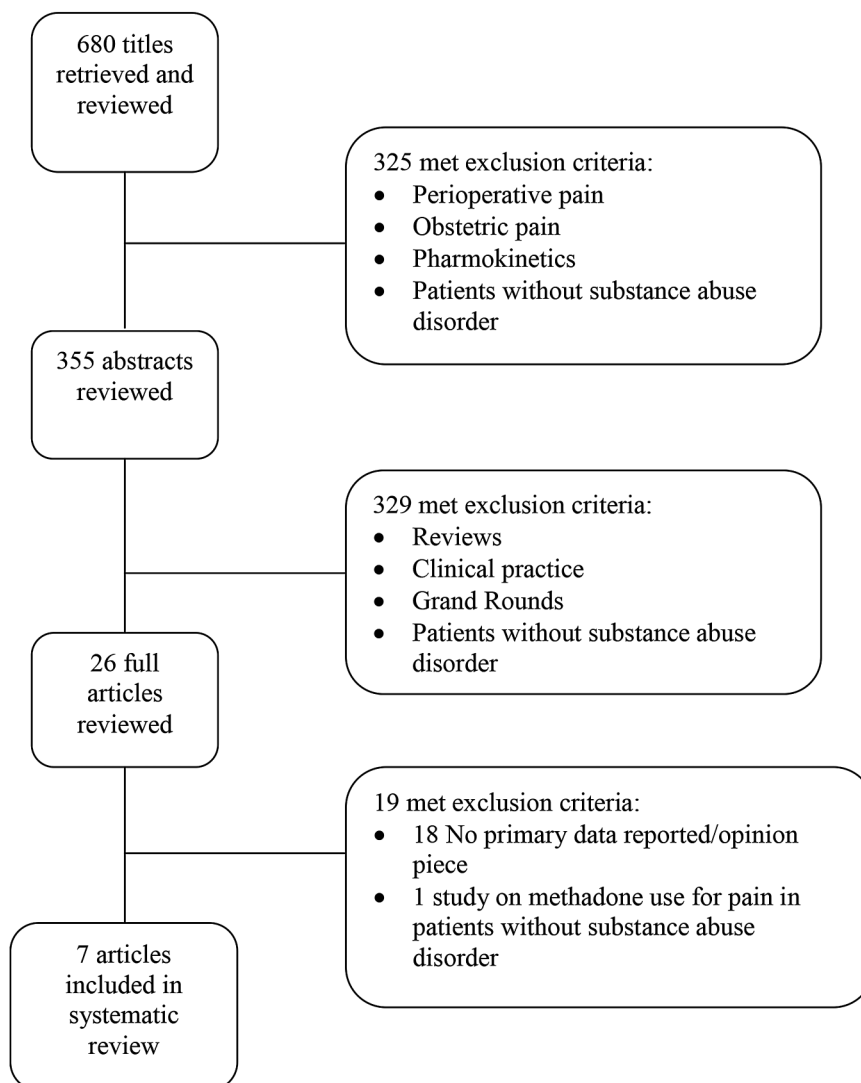 680 titles
retrieved and
reviewed
325 met exclusion criteria:
• Perioperative pain
• Obstetric pain
• Pharmokinetics
• Patients without substance abuse
disorder
355 abstracts
reviewed
329 met exclusion criteria:
• Reviews
• Clinical practice
• Grand Rounds
• Patients without substance abuse
disorder
26 full
articles
reviewed
19 met exclusion criteria:
• 18 No primary data reported/opinion
piece
• 1 study on methadone use for pain in
patients without substance abuse
disorder
7 articles
included in
systematic
review